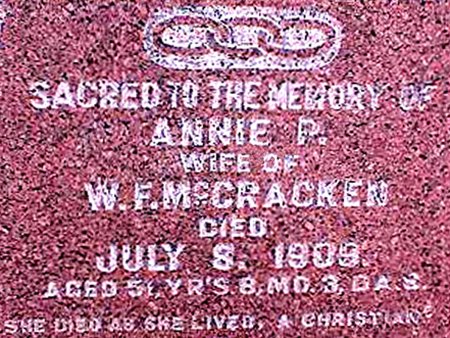 SACRED TO THE MEMORY OF
ANNIE P.
WIFE OF
W. F. McCRACKEN
DIED
JULY 8, 1909.
AGED YR'S. 8, MO. 3, DA. S.
SHE DIED AS SHE LIVED, A CHRISTIAN